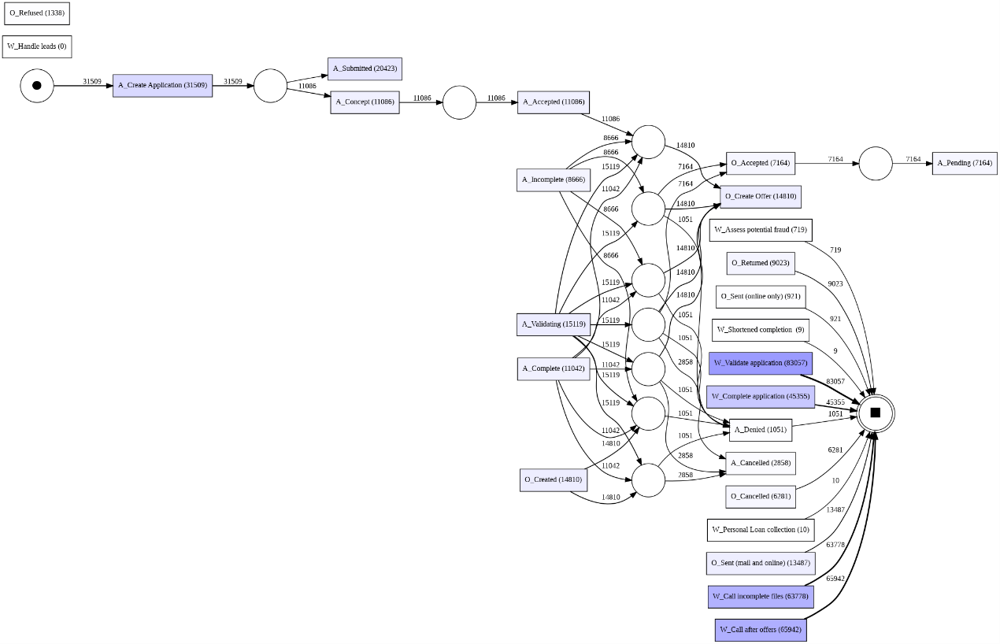 O_Refused (1338)
W_Handle leads (0)
31509
A_Create Application (31509)
31509
A_Submitted (20423)
11086
A_Concept (11086)
11086
11086
A_Accepted (11086)
11086
8666
8666
15119
A_Incomplete (8666)
11042
8666
15119
8666
15119
11042
A_Validating (15119)
15119
15119
A_Complete (11042)
11042
15119
15119
11042
14810
11042
O_Created (14810)
14810
14810
7164
7164
14810
1051
14810
14810
14810
1051
1051
2858
1051
1051
1051
2858
2858
O_Accepted (7164)
7164
7164
A_Pending (7164)
O_Create Offer (14810)
W_Assess potential fraud (719)
719
O_Returned (9023)
9023
O_Sent (online only) (921)
921
W_Shortened completion (9)
9
W_Validate application (83057)
83057
W_Complete application (45355)
45355
A_Denied (1051)
1051
A_Cancelled (2858)
6281
O_Cancelled (6281)
10
W_Personal Loan collection (10)
13487
O_Sent (mail and online) (13487)
63778
W_Call incomplete files (63778)
65942
W_Call after offers (65942)